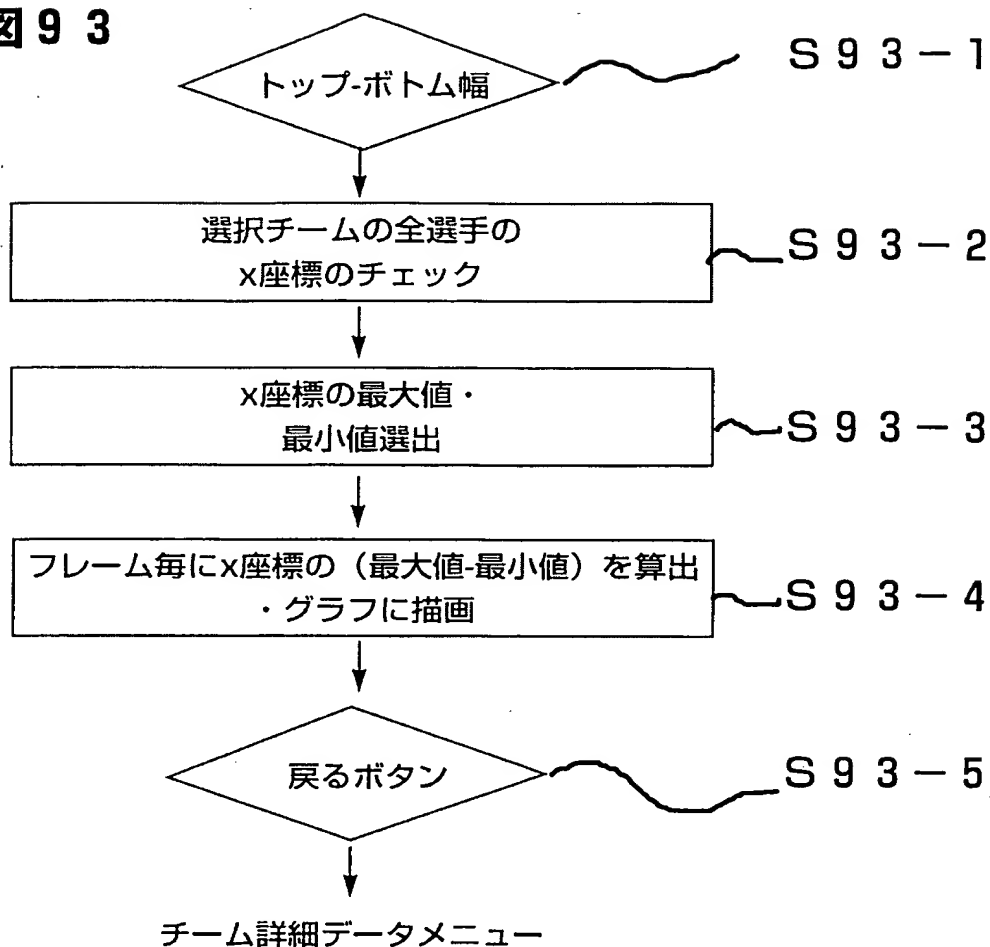 図93
トップ-ボトム幅
S93-1
選択チームの全選手の
x座標のチェック
S93-2
x座標の最大値・
最小値選出
S93-3
フレーム毎にx座標の（最大値-最小値）を算出
・グラフに描画
S93-4
戻るボタン
S93-5
チーム詳細データメニュー